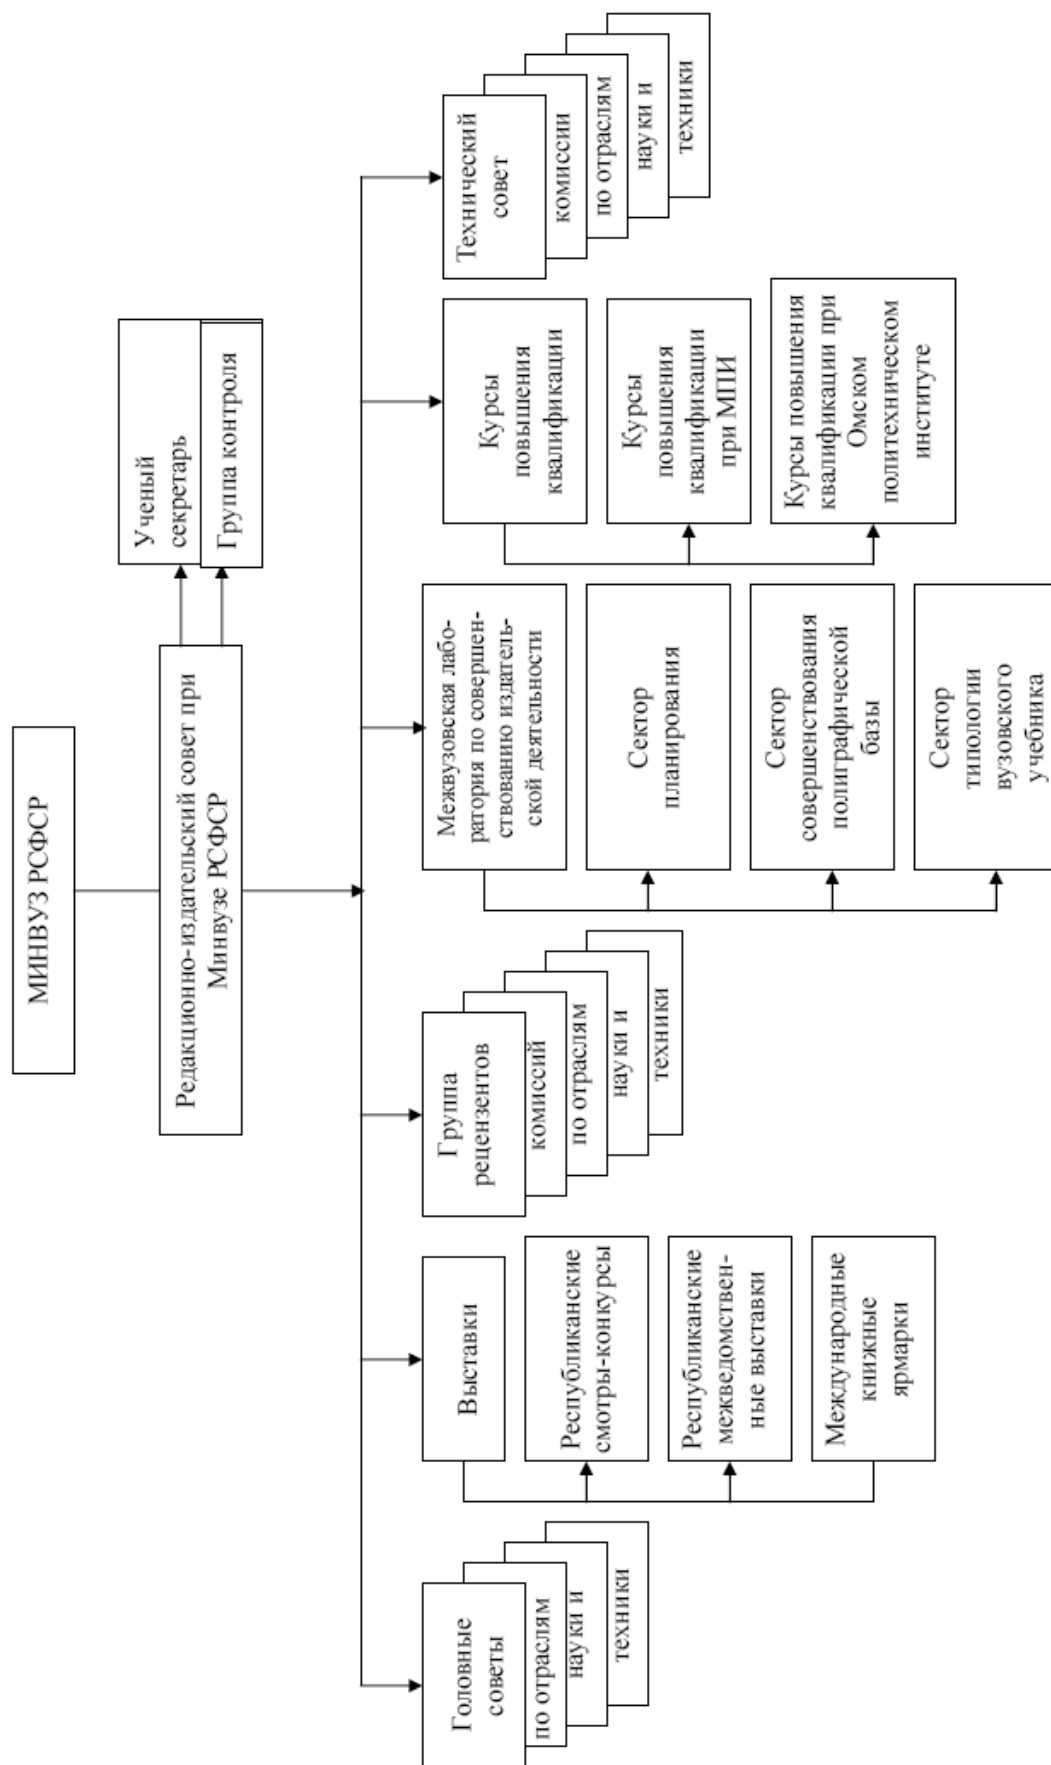 МИНВУЗ РСФСР
Редакционно-издательский совет при
Минвузе РСФСР
Ученый
секретарь
Группа контроля
Головные
советы
по отраслям
науки и
техники
Выставки
Республиканские
смотры-конкурсы
Республиканские
межведомствен-
ные выставки
Международные
книжные
ярмарки
Группа
рецензентов
комиссий
по отраслям
науки и
техники
Межвузовская лабо-
ратория по совершен-
ствованию издатель-
ской деятельности
Сектор
планирования
Сектор
совершенствования
полиграфической
базы
Сектор
типологии
вузовского
учебника
Курсы
повышения
квалификации
Курсы
повышения
квалификации
при МПИ
Курсы повышения
квалификации при
Омском
политехническом
институте
Технический
совет
комиссии
по отраслям
науки и
техники